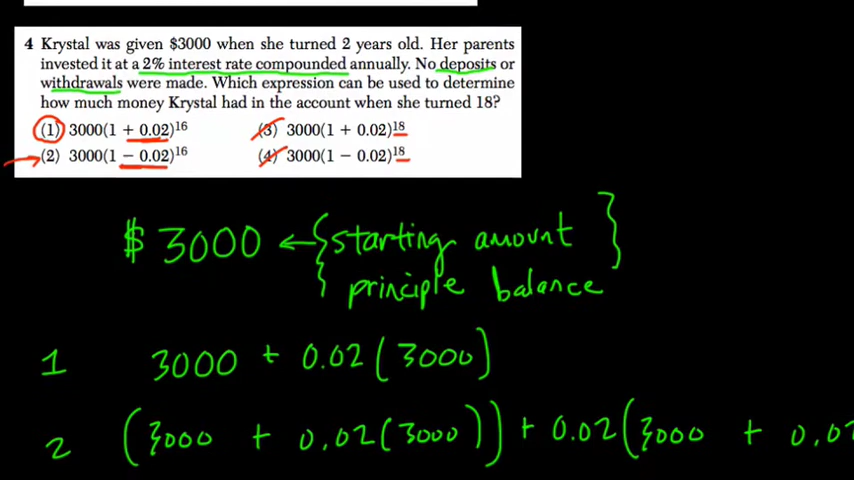 4 Krystal was given $3000 when she turned 2 years old. Her parents
invested it at a 2% interest rate compounded annually. No deposits or
withdrawals were made. Which expression can be used to determine
how much money Krystal had in the account when she turned 18?
(1) 3000(1 + 0.02)¹⁶ (3) 3000(1 + 0.02)¹⁸
(2) 3000(1 − 0.02)¹⁶ (4) 3000(1 − 0.02)¹⁸
$ 3000 ← { starting amount }
{ principle balance
1 3000 + 0.02 (3000)
2 (3000 + 0.02(3000)) + 0.02(3000 + 0.02